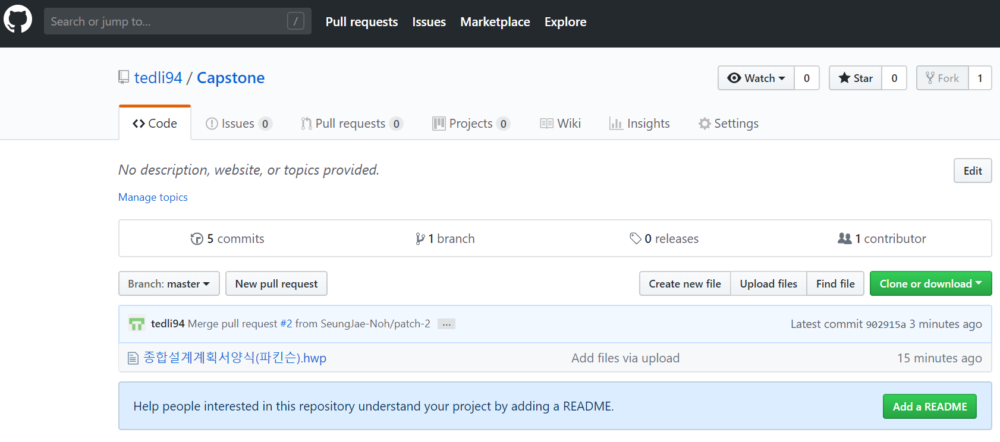 Search or jump to... / Pull requests Issues Marketplace Explore
tedli94 / Capstone Watch 0 Star 0 Fork 1
Code Issues 0 Pull requests 0 Projects 0 Wiki Insights Settings
No description, website, or topics provided. Edit
Manage topics
5 commits 1 branch 0 releases 1 contributor
Branch: master New pull request Create new file Upload files Find file Clone or download
tedli94 Merge pull request #2 from SeungJae-Noh/patch-2 ... Latest commit 902915a 3 minutes ago
종합설계계획서양식(파킨슨).hwp Add files via upload 15 minutes ago
Help people interested in this repository understand your project by adding a README. Add a README